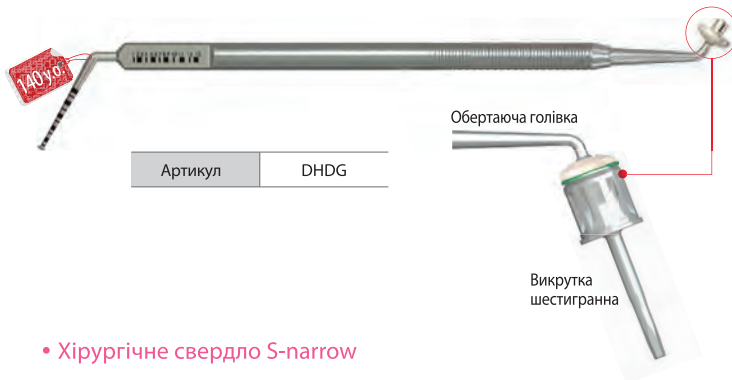 140 у.о.
Обертаюча голівка
Артикул DHDG
Викрутка
шестигранна
• Хірургічне свердло S-narrow